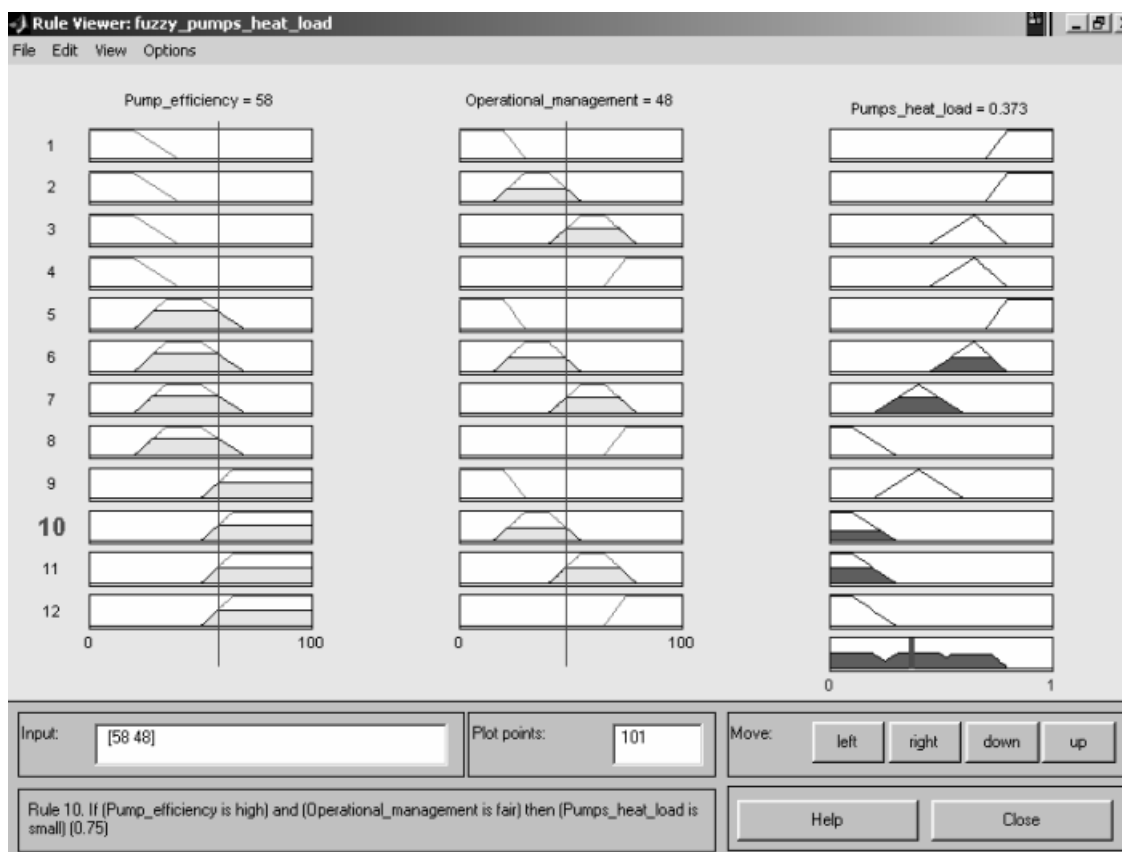 Rule Viewer: fuzzy_pumps_heat_load
File Edit View Options
Pump_efficiency = 58
Operational_management = 48
Pumps_heat_load = 0.373
1
2
3
4
5
6
7
8
9
10
11
12
0 100
0 100
0 1
Input: [58 48]
Plot points: 101
Move: left right down up
Rule 10. If (Pump_efficiency is high) and (Operational_management is fair) then (Pumps_heat_load is
small) (0.75)
Help Close